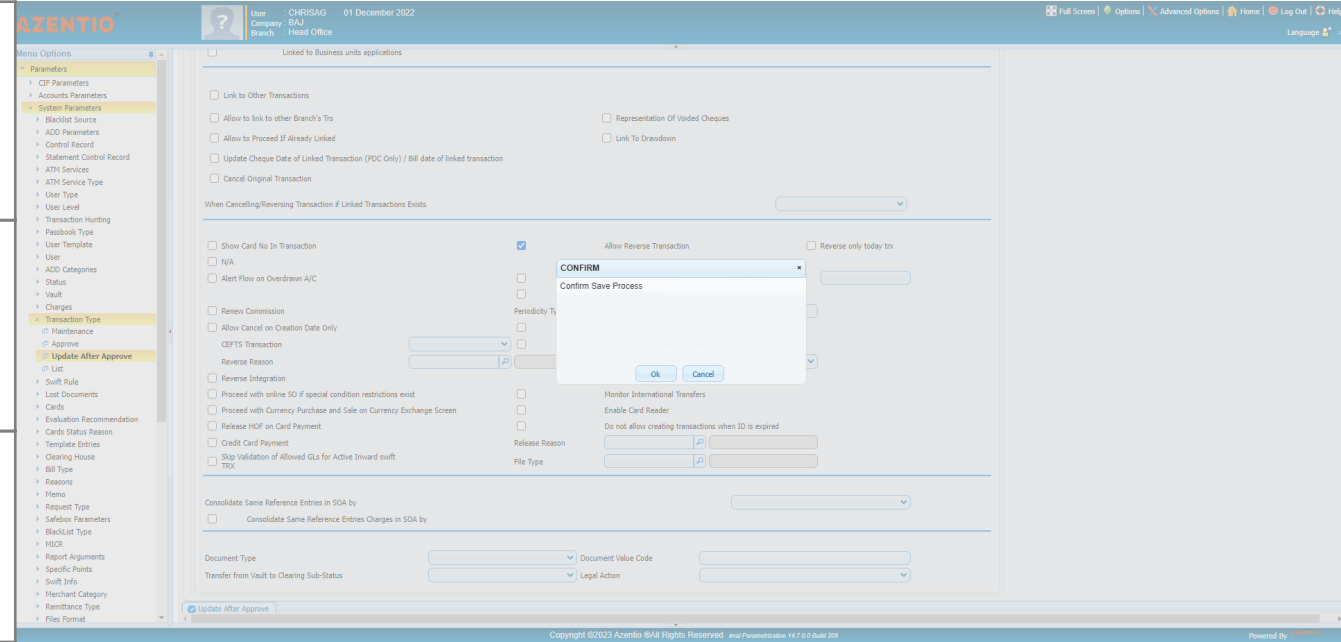 AZENTIO
User : CHRISAG 01 December 2022
Company : BAJ
Branch : Head Office
Full Screen | Options | Advanced Options | Home | Log Out | Help
Language
Menu Options
Parameters
CIF Parameters
Accounts Parameters
System Parameters
Blacklist Source
ADD Parameters
Control Record
Statement Control Record
ATM Services
ATM Service Type
User Type
User Level
Transaction Hunting
Passbook Type
User Template
User
ADD Categories
Status
Vault
Charges
Transaction Type
Maintenance
Approve
Update After Approve
List
Swift Rule
Lost Documents
Cards
Evaluation Recommendation
Cards Status Reason
Template Entries
Clearing House
Bill Type
Reasons
Memo
Request Type
Safebox Parameters
BlackList Type
MICR
Report Arguments
Specific Points
Swift Info
Merchant Category
Remittance Type
Files Format
Linked to Business units applications
Link to Other Transactions
Allow to link to other Branch's Trs Representation Of Voided Cheques
Allow to Proceed If Already Linked Link To Drawdown
Update Cheque Date of Linked Transaction (PDC Only) / Bill date of linked transaction
Cancel Original Transaction
When Cancelling/Reversing Transaction if Linked Transactions Exists
Show Card No In Transaction Allow Reverse Transaction Reverse only today trx
N/A
Alert Flow on Overdrawn A/C
CONFIRM
Confirm Save Process
Ok Cancel
Renew Commission Periodicity Ty
Allow Cancel on Creation Date Only
CEFTS Transaction
Reverse Reason
Reverse Integration
Proceed with online SO if special condition restrictions exist Monitor International Transfers
Proceed with Currency Purchase and Sale on Currency Exchange Screen Enable Card Reader
Release HOF on Card Payment Do not allow creating transactions when ID is expired
Credit Card Payment Release Reason
Skip Validation of Allowed GLs for Active Inward swift
TRX File Type
Consolidate Same Reference Entries in SOA by
Consolidate Same Reference Entries Charges in SOA by
Document Type Document Value Code
Transfer from Vault to Clearing Sub-Status Legal Action
Update After Approve
Copyright ©2023 Azentio ®All Rights Reserved imal Parametrization 14.7.0.0 Build 209
Powered By